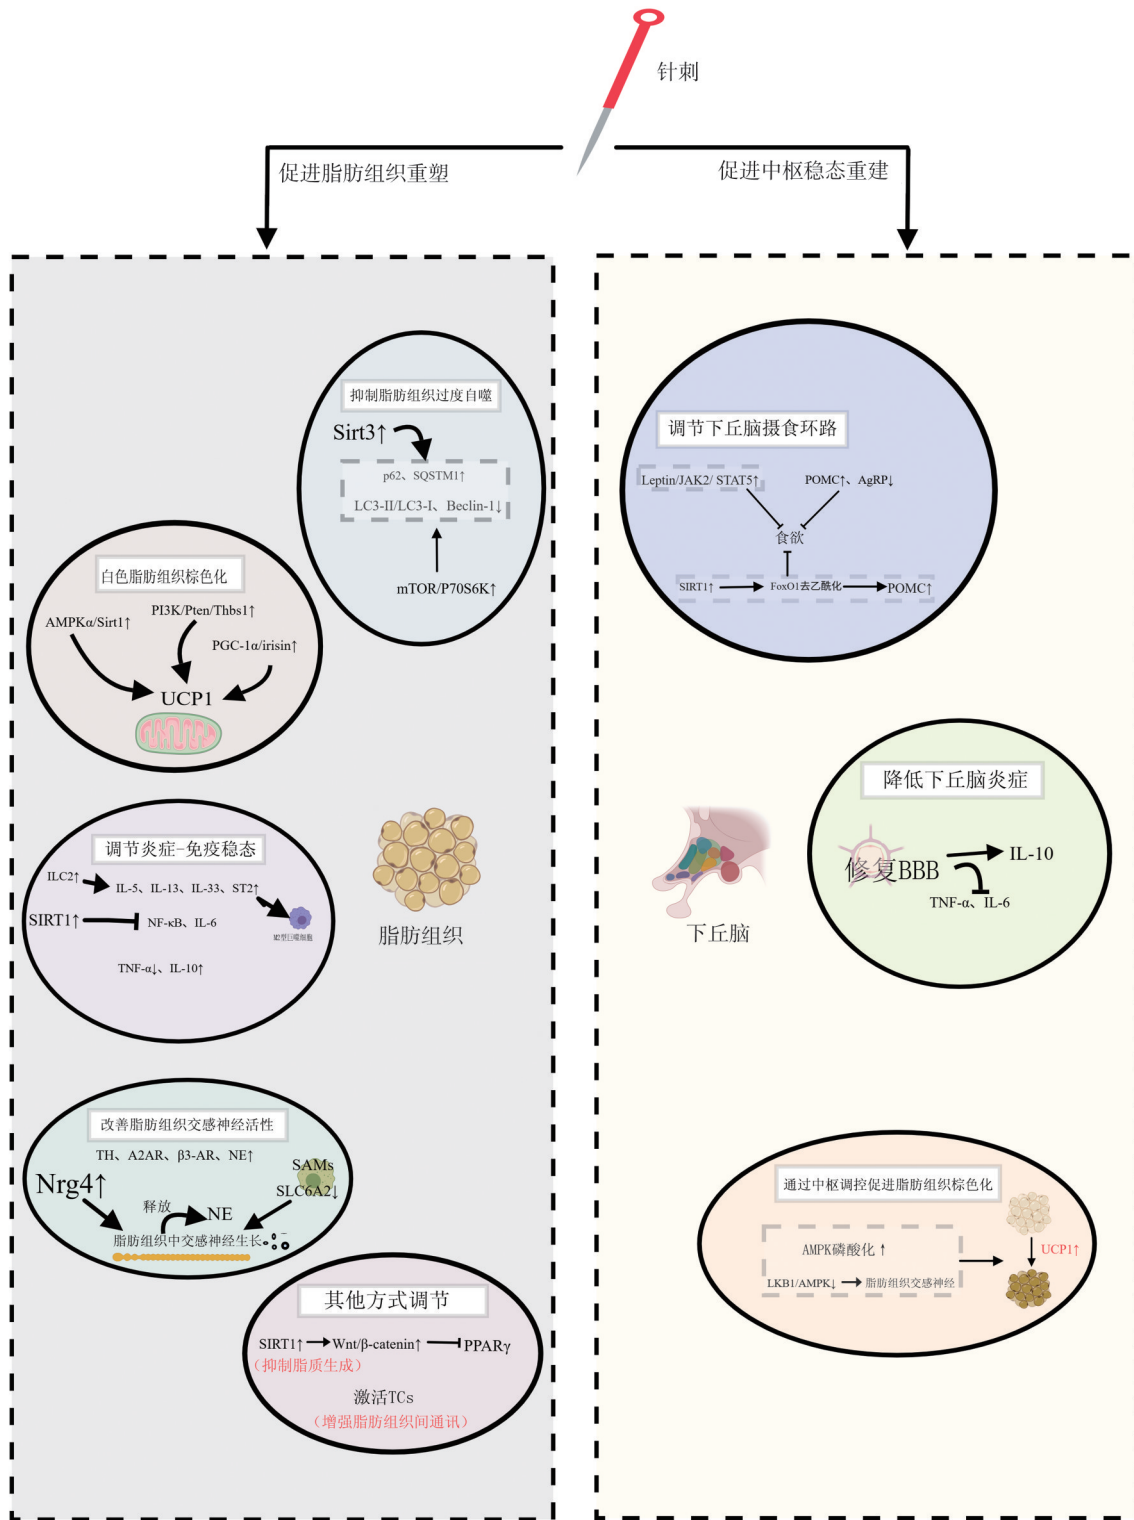 针刺
促进脂肪组织重塑
促进中枢稳态重建
抑制脂肪组织过度自噬
Sirt3↑
p62、SQSTM1↑
LC3-II/LC3-I、Beclin-1↓
mTOR/P70S6K↑
白色脂肪组织棕色化
PI3K/Pten/Thbs1↑
AMPKα/Sirt1↑
PGC-1α/irisin↑
UCP1
调节炎症-免疫稳态
ILC2↑
IL-5、IL-13、IL-33、ST2↑
SIRT1↑
NF-κB、IL-6
M2型巨噬细胞
TNF-α↓、IL-10↑
脂肪组织
改善脂肪组织交感神经活性
TH、A2AR、β3-AR、NE↑
Nrg4↑
SAMs
SLC6A2↓
释放
NE
脂肪组织中交感神经生长
其他方式调节
SIRT1↑
Wnt/β-catenin↑
PPARγ
（抑制脂质生成）
激活TCs
（增强脂肪组织间通讯）
调节下丘脑摄食环路
Leptin/JAK2/ STAT5↑
POMC↑、AgRP↓
食欲
SIRT1↑
FoxO1去乙酰化
POMC↑
降低下丘脑炎症
修复BBB
IL-10
TNF-α、IL-6
下丘脑
通过中枢调控促进脂肪组织棕色化
AMPK磷酸化↑
LKB1/AMPK↓
脂肪组织交感神经
UCP1↑